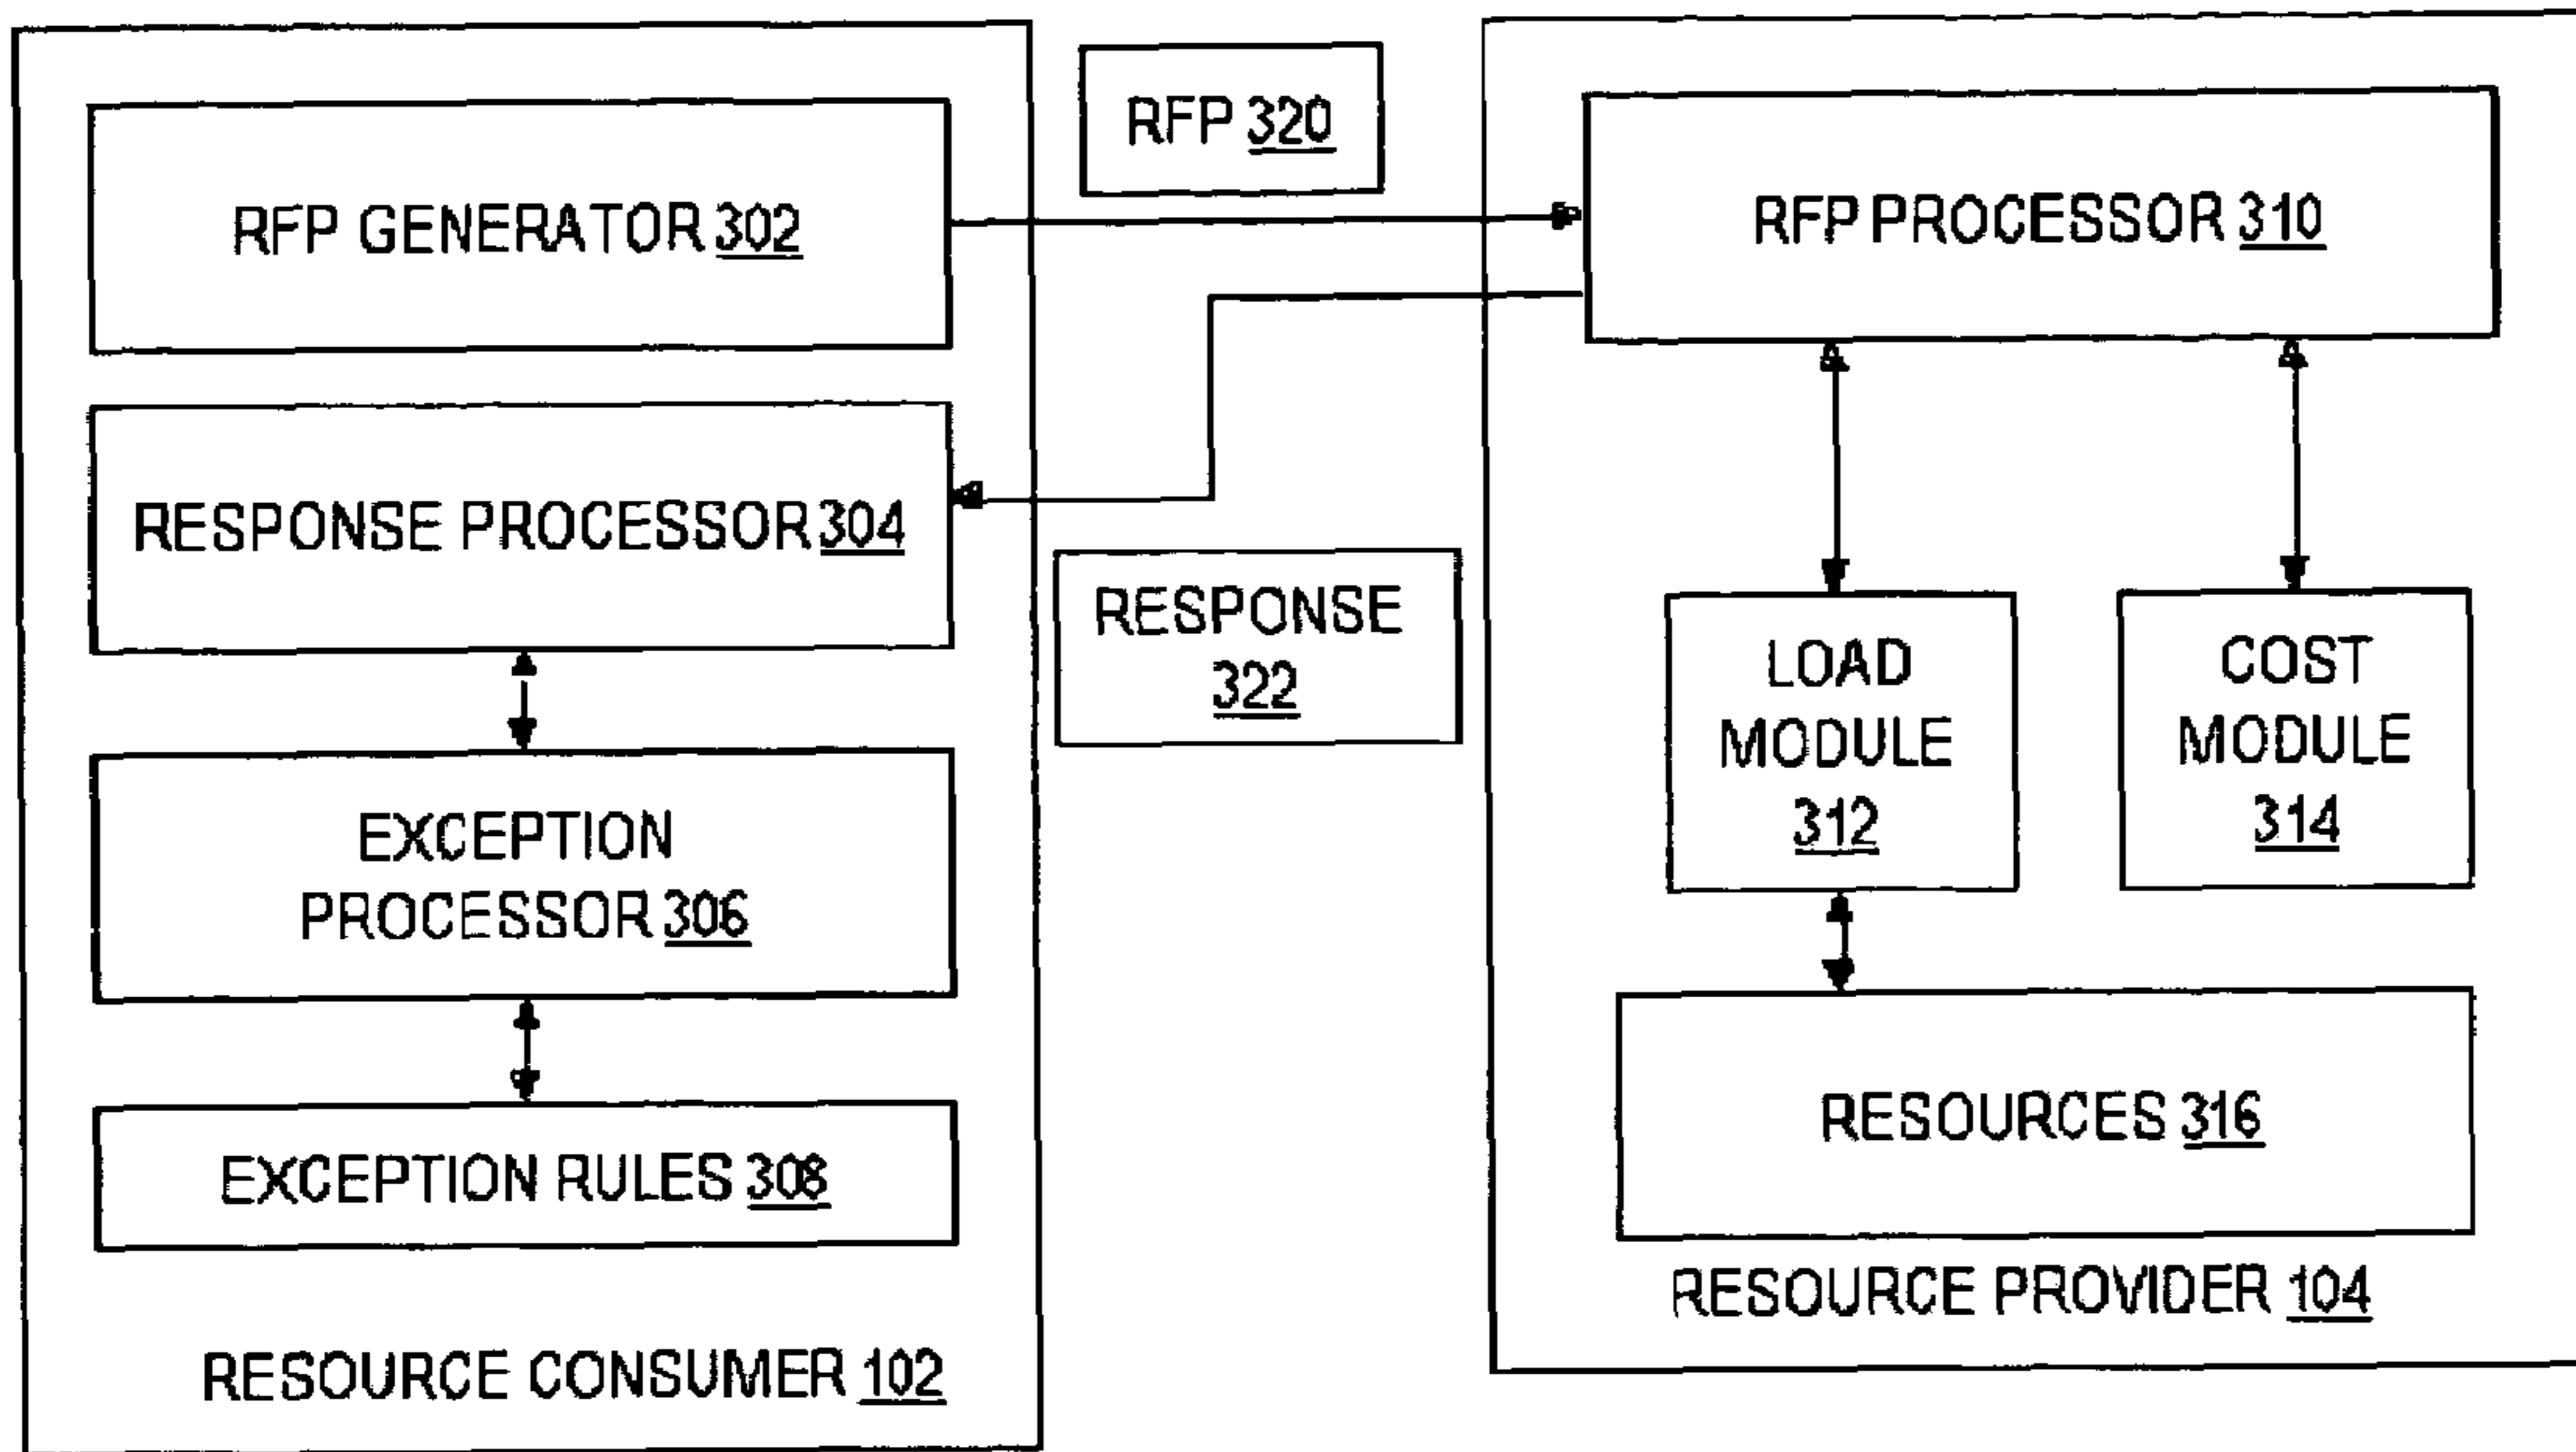 RFP GENERATOR 302
RESPONSE PROCESSOR 304
EXCEPTION
PROCESSOR 306
EXCEPTION RULES 308
RESOURCE CONSUMER 102
RFP 320
RESPONSE
322
RFP PROCESSOR 310
LOAD
MODULE
312
COST
MODULE
314
RESOURCES 316
RESOURCE PROVIDER 104